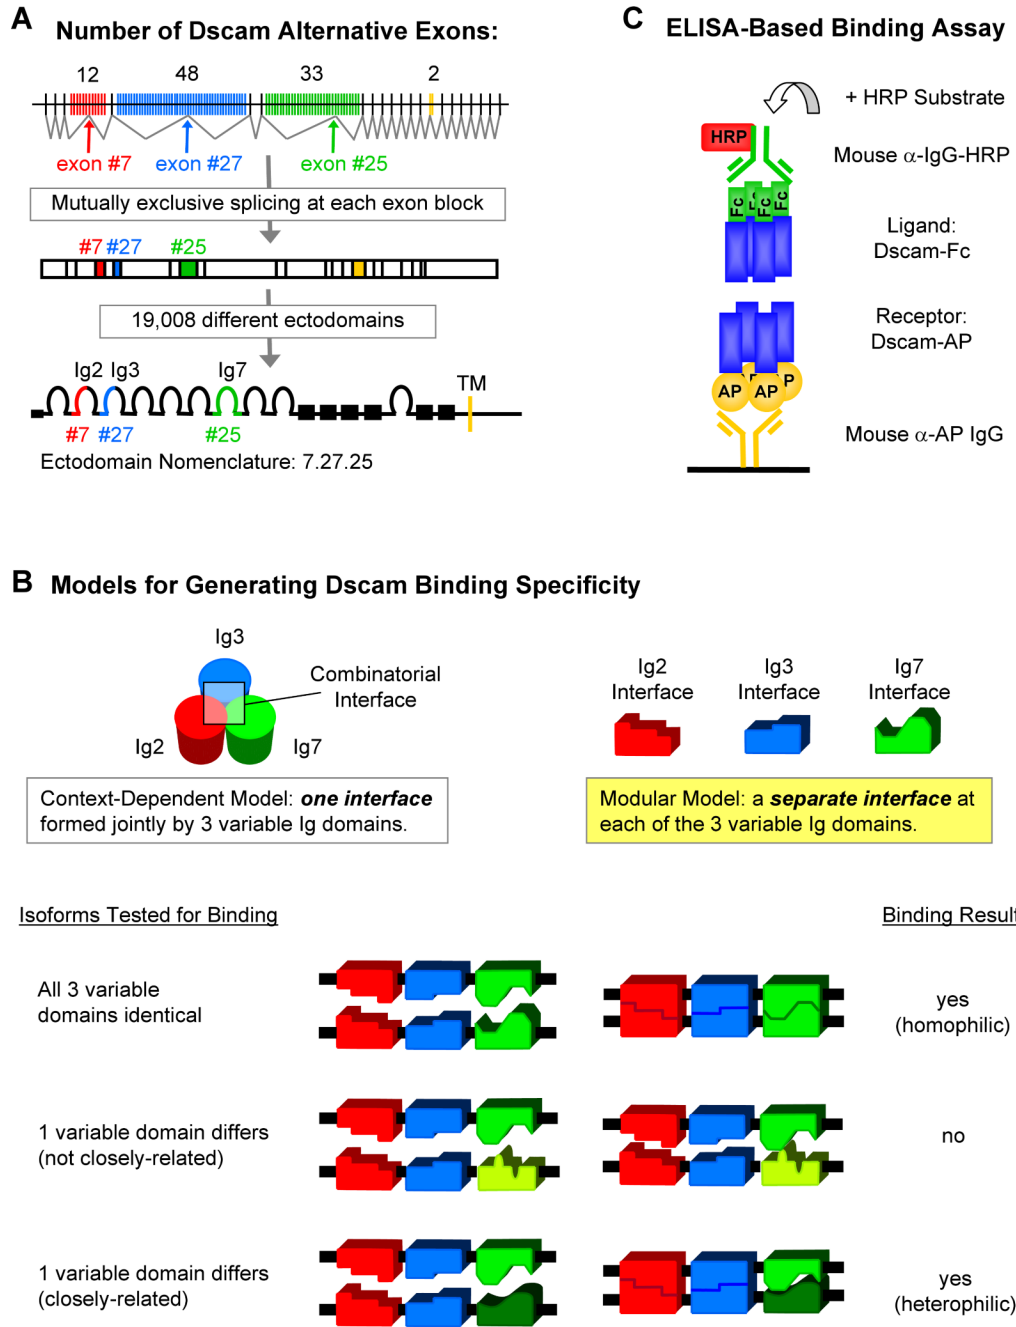 A
Number of Dscam Alternative Exons:
12
48
33
2
exon #7
exon #27
exon #25
Mutually exclusive splicing at each exon block
#7
#27
#25
19,008 different ectodomains
Ig2
Ig3
Ig7
TM
#7
#27
#25
Ectodomain Nomenclature: 7.27.25
C
ELISA-Based Binding Assay
+ HRP Substrate
HRP
Mouse α-IgG-HRP
Fc
Fc
Fc
Fc
Ligand:
Dscam-Fc
Receptor:
Dscam-AP
AP
AP
AP
AP
Mouse α-AP IgG
B
Models for Generating Dscam Binding Specificity
Ig3
Combinatorial
Interface
Ig2
Ig7
Context-Dependent Model: one interface
formed jointly by 3 variable Ig domains.
Ig2
Interface
Ig3
Interface
Ig7
Interface
Modular Model: a separate interface at
each of the 3 variable Ig domains.
Isoforms Tested for Binding
Binding Result
All 3 variable
domains identical
yes
(homophilic)
1 variable domain differs
(not closely-related)
no
1 variable domain differs
(closely-related)
yes
(heterophilic)